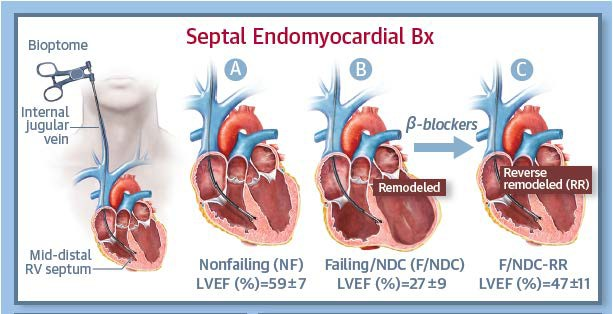 Septal Endomyocardial Bx
Bioptome
Internal
jugular
vein
Mid-distal
RV septum
A
B
C
β-blockers
Remodeled
Reverse
remodeled (RR)
Nonfailing (NF)
LVEF (%)=59±7
Failing/NDC (F/NDC)
LVEF (%)=27±9
F/NDC-RR
LVEF (%)=47±11